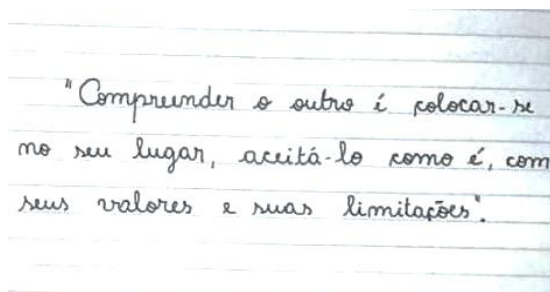 "Compreender o outro é colocar-se
no seu lugar, aceitá-lo como é, com
seus valores e suas limitações".